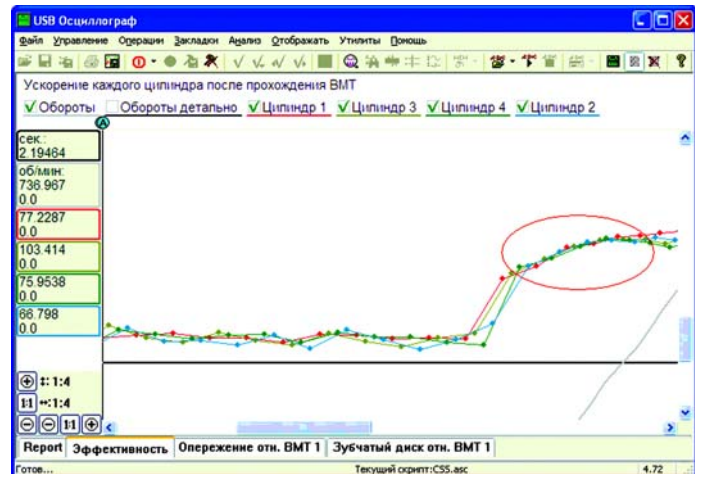 USB Осциллограф
Файл Управление Операции Закладки Анализ Отображать Утилиты Помощь
Ускорение каждого цилиндра после прохождения ВМТ
Обороты Обороты детально Цилиндр 1 Цилиндр 3 Цилиндр 4 Цилиндр 2
A
сек.:
2.19464
об/мин:
736.967
0.0
77.2287
0.0
103.414
0.0
75.9538
0.0
66.798
0.0
1:4
1:1 1:4
1:1
Report Эффективность Опережение отн. ВМТ 1 Зубчатый диск отн. ВМТ 1
Готов... Текущий скрипт:CSS.asc 4.72